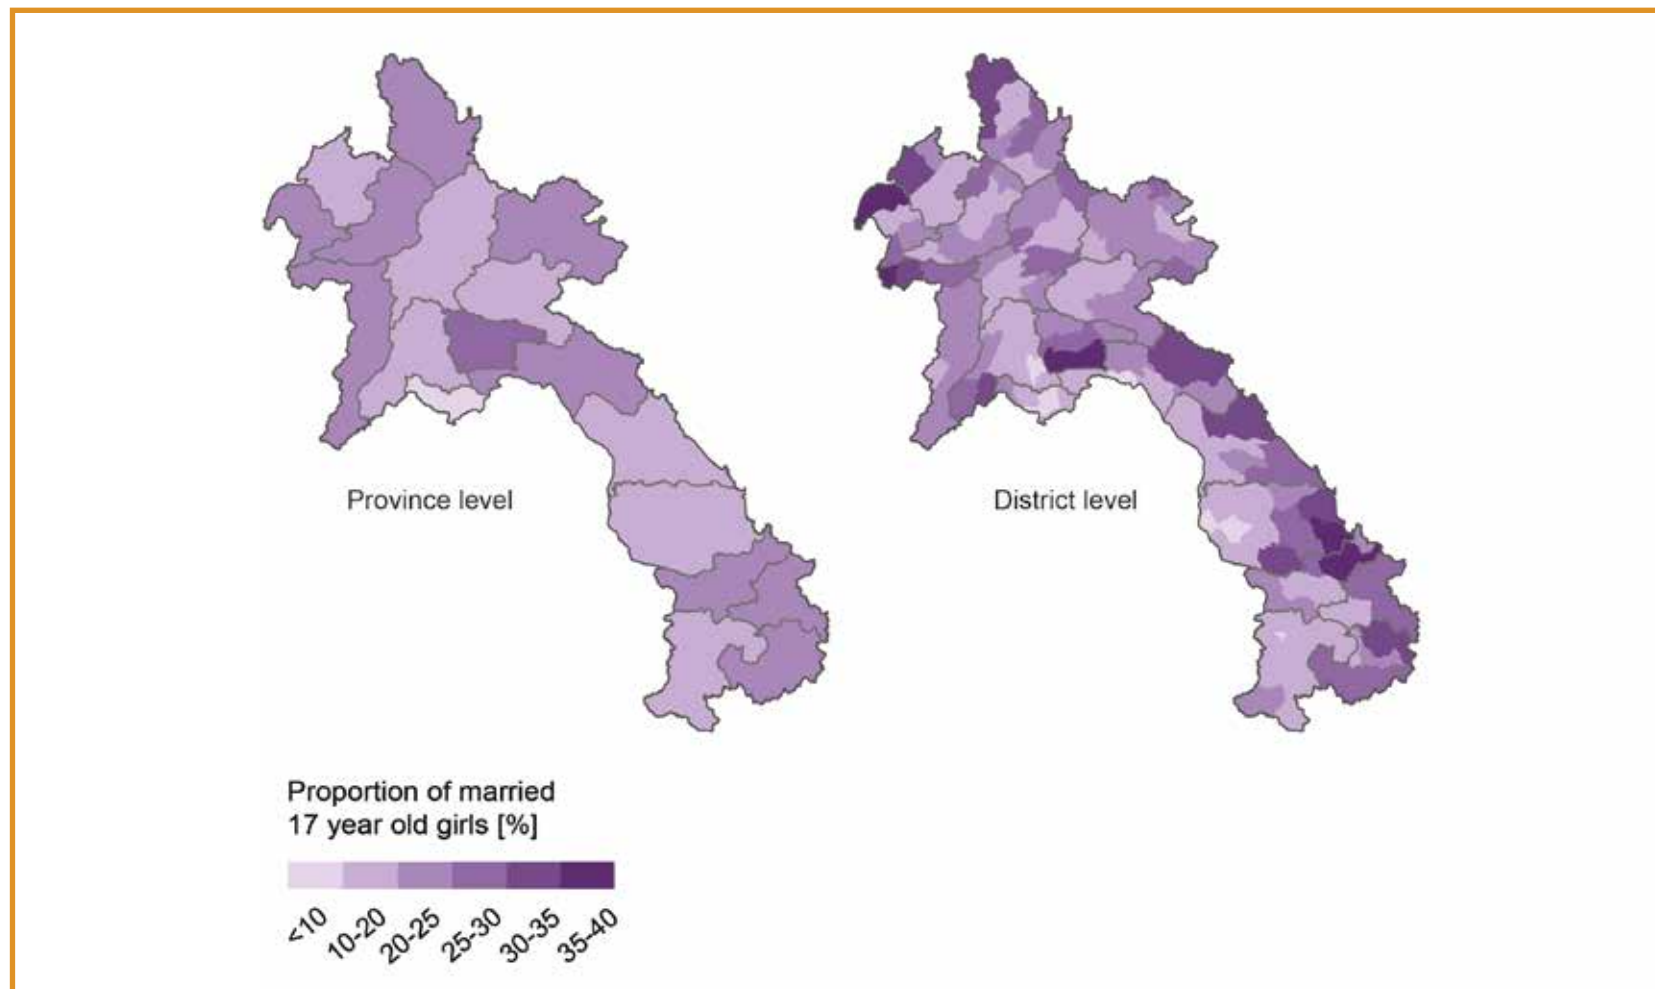 Province level
District level
Proportion of married
17 year old girls [%]
<10
10-20
20-25
25-30
30-35
35-40